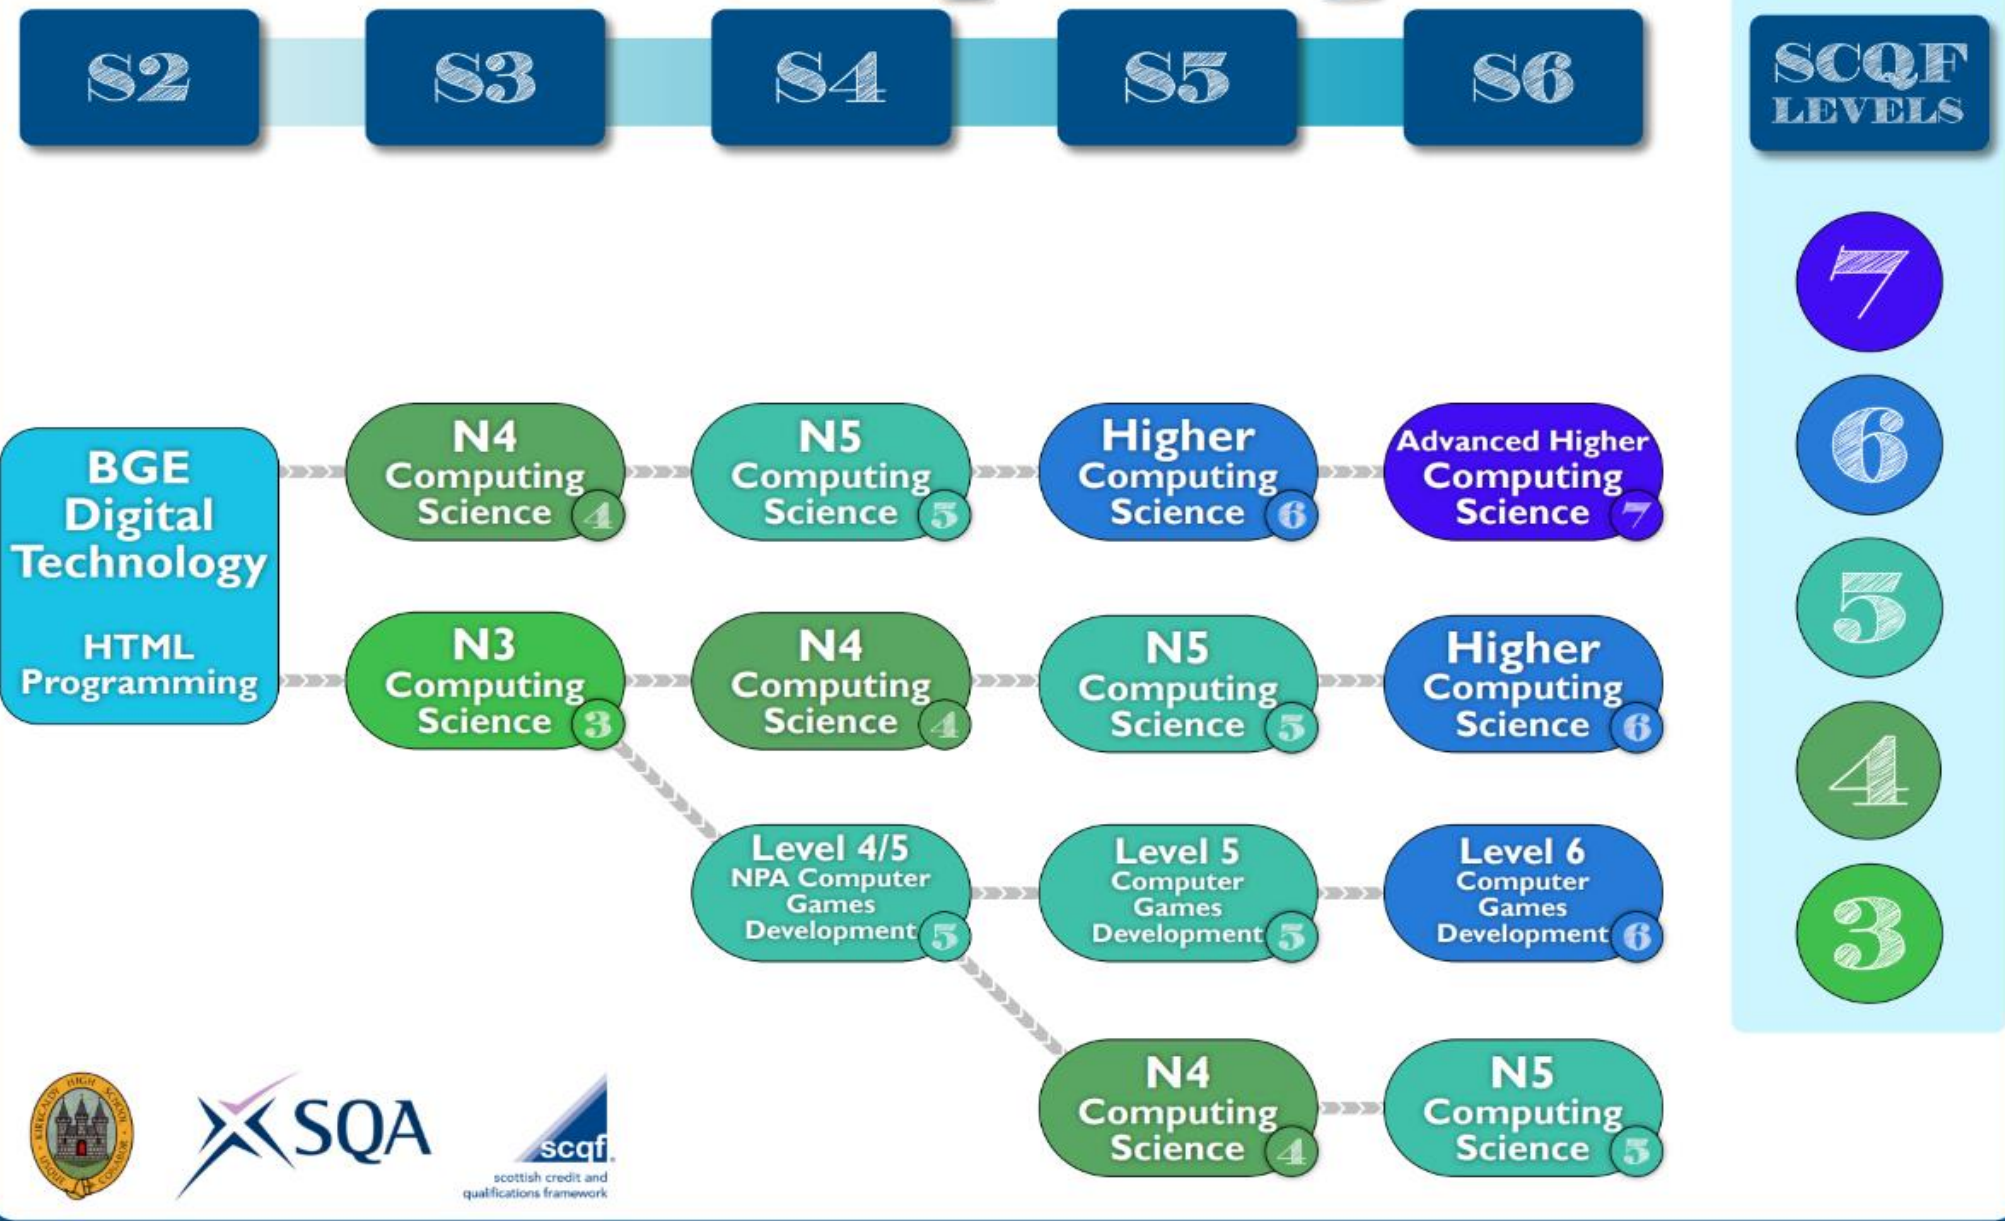 S2
S3
S4
S5
S6
SCQF
LEVELS
7
6
5
4
3
BGE
Digital
Technology
HTML
Programming
N4
Computing
Science
4
N5
Computing
Science
5
Higher
Computing
Science
6
Advanced Higher
Computing
Science
7
N3
Computing
Science
3
N4
Computing
Science
4
N5
Computing
Science
5
Higher
Computing
Science
6
Level 4/5
NPA Computer
Games
Development
5
Level 5
Computer
Games
Development
5
Level 6
Computer
Games
Development
6
N4
Computing
Science
4
N5
Computing
Science
5
KIRKCALDY HIGH SCHOOL
SQA
scqf.
scottish credit and
qualifications framework